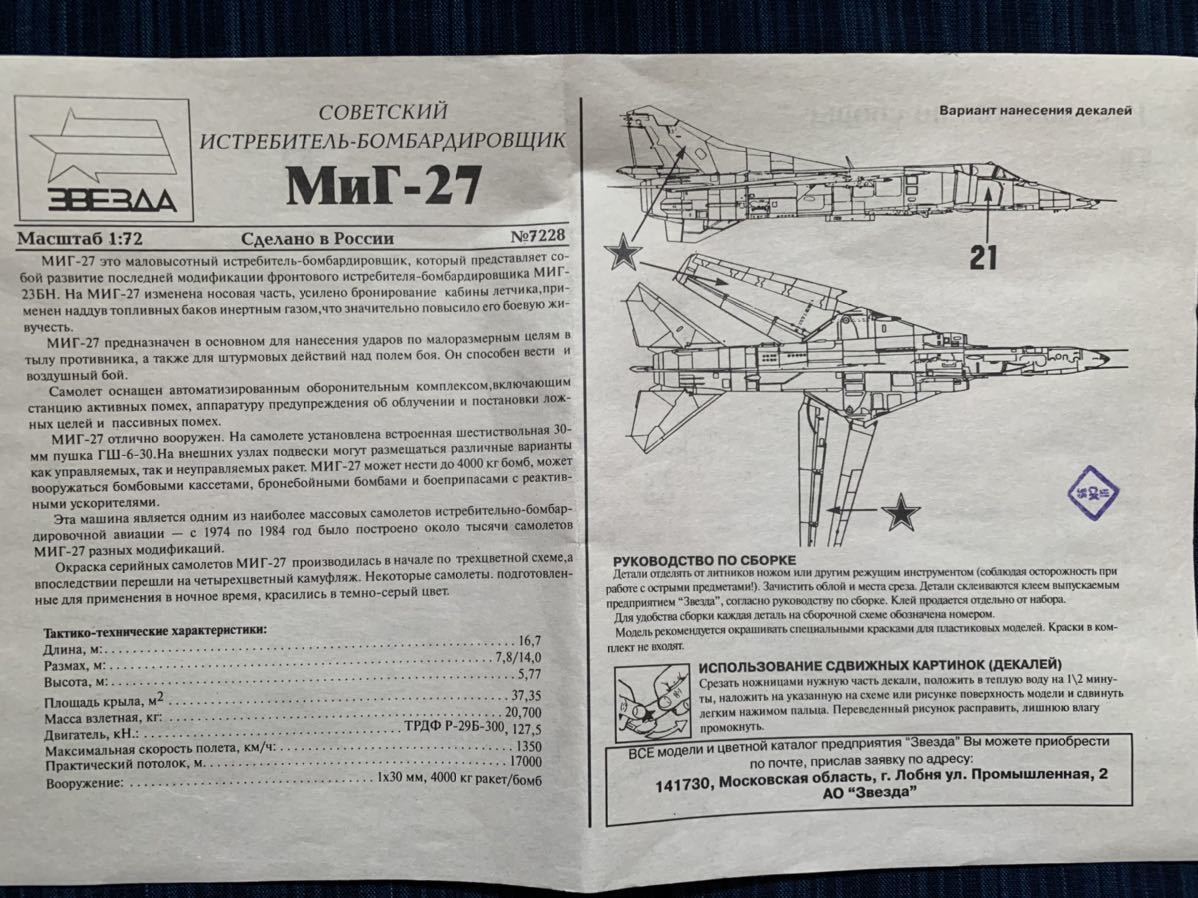 ЗВЕЗДА
СОВЕТСКИЙ
ИСТРЕБИТЕЛЬ-БОМБАРДИРОВЩИК
МиГ-27
Масштаб 1:72 Сделано в России №7228
МИГ-27 это маловысотный истребитель-бомбардировщик, который представляет со-
бой развитие последней модификации фронтового истребителя-бомбардировщика МИГ-
23БН. На МИГ-27 изменена носовая часть, усилено бронирование кабины летчика,при-
менен наддув топливных баков инертным газом,что значительно повысило его боевую жи-
вучесть.
МИГ-27 предназначен в основном для нанесения ударов по малоразмерным целям в
тылу противника, а также для штурмовых действий над полем боя. Он способен вести и
воздушный бой.
Самолет оснащен автоматизированным оборонительным комплексом,включающим
станцию активных помех, аппаратуру предупреждения об облучении и постановки лож-
ных целей и пассивных помех.
МИГ-27 отлично вооружен. На самолете установлена встроенная шестиствольная 30-
мм пушка ГШ-6-30.На внешних узлах подвески могут размещаться различные варианты
как управляемых, так и неуправляемых ракет. МИГ-27 может нести до 4000 кг бомб, может
вооружаться бомбовыми кассетами, бронебойными бомбами и боеприпасами с реактив-
ными ускорителями.
Эта машина является одним из наиболее массовых самолетов истребительно-бомбар-
дировочной авиации — с 1974 по 1984 год было построено около тысячи самолетов
МИГ-27 разных модификаций.
Окраска серийных самолетов МИГ-27 производилась в начале по трехцветной схеме,а
впоследствии перешли на четырехцветный камуфляж. Некоторые самолеты. подготовлен-
ные для применения в ночное время, красились в темно-серый цвет.
Тактико-технические характеристики:
Длина, м: 16,7
Размах, м: 7,8/14,0
Высота, м: 5,77
Площадь крыла, м2 37,35
Масса взлетная, кг: 20,700
Двигатель, кН.: ТРДФ Р-29Б-300, 127,5
Максимальная скорость полета, км/ч: 1350
Практический потолок, м. 17000
Вооружение: 1х30 мм, 4000 кг ракет/бомб
Вариант нанесения декалей
21
РУКОВОДСТВО ПО СБОРКЕ
Детали отделять от литников ножом или другим режущим инструментом (соблюдая осторожность при
работе с острыми предметами!). Зачистить облой и места среза. Детали склеиваются клеем выпускаемым
предприятием "Звезда", согласно руководству по сборке. Клей продается отдельно от набора.
Для удобства сборки каждая деталь на сборочной схеме обозначена номером.
Модель рекомендуется окрашивать специальными красками для пластиковых моделей. Краски в ком-
плект не входят.
ИСПОЛЬЗОВАНИЕ СДВИЖНЫХ КАРТИНОК (ДЕКАЛЕЙ)
Срезать ножницами нужную часть декали, положить в теплую воду на 1\2 мину-
ты, наложить на указанную на схеме или рисунке поверхность модели и сдвинуть
легким нажимом пальца. Переведенный рисунок расправить, лишнюю влагу
промокнуть.
ВСЕ модели и цветной каталог предприятия "Звезда" Вы можете приобрести
по почте, прислав заявку по адресу:
141730, Московская область, г. Лобня ул. Промышленная, 2
АО "Звезда"